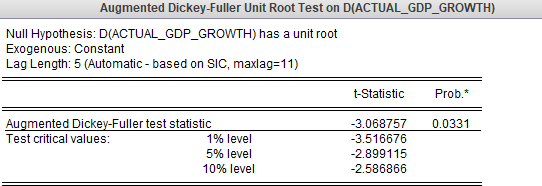 Augmented Dickey-Fuller Unit Root Test on D(ACTUAL_GDP_GROWTH)
Null Hypothesis: D(ACTUAL_GDP_GROWTH) has a unit root
Exogenous: Constant
Lag Length: 5 (Automatic - based on SIC, maxlag=11)
t-Statistic Prob.*
Augmented Dickey-Fuller test statistic -3.068757 0.0331
Test critical values: 1% level -3.516676
5% level -2.899115
10% level -2.586866